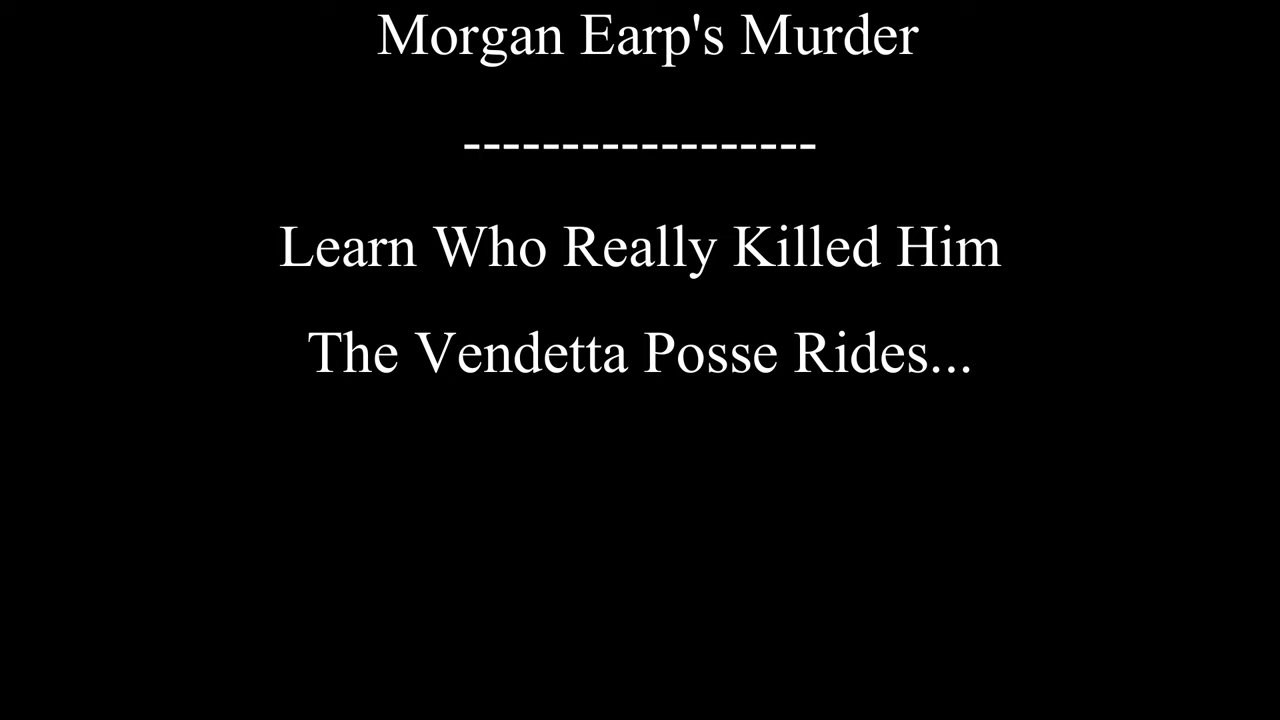 Morgan Earp's Murder
------------------
Learn Who Really Killed Him
The Vendetta Posse Rides...